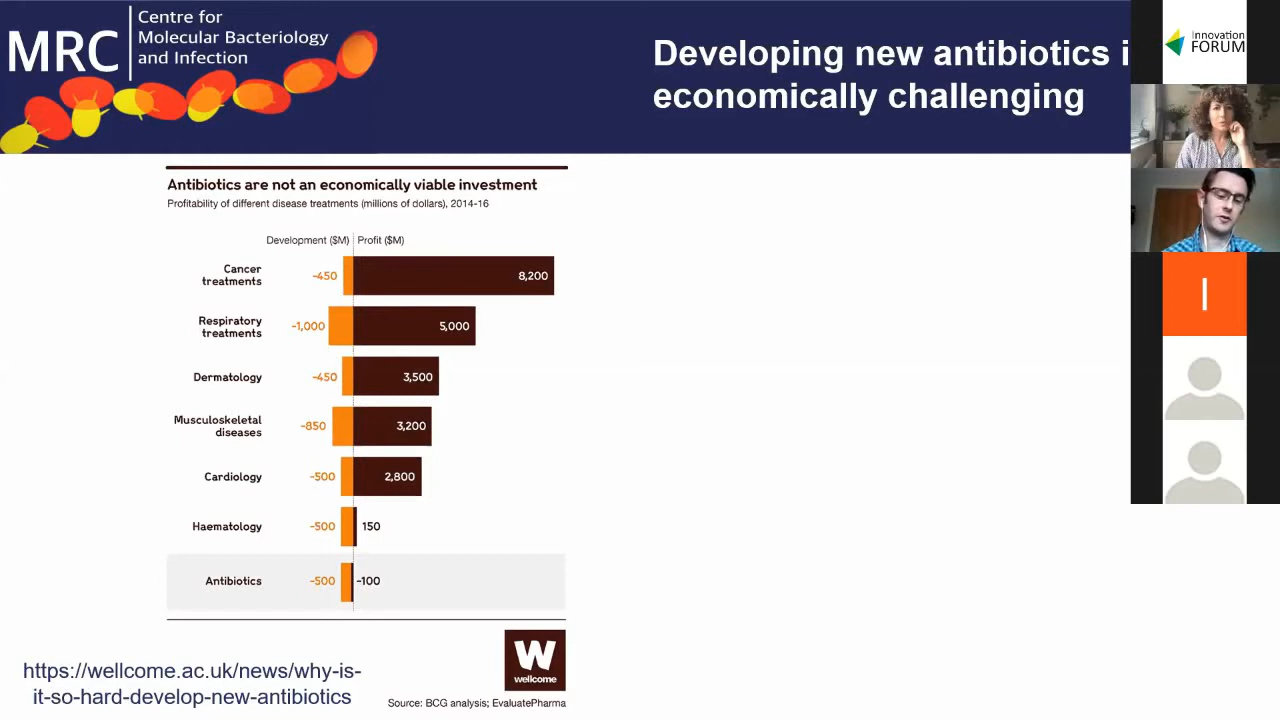 MRC
Centre for
Molecular Bacteriology
and Infection
Developing new antibiotics i
economically challenging
Innovation
FORUM
I
Antibiotics are not an economically viable investment
Profitability of different disease treatments (millions of dollars), 2014-16
Development ($M) Profit ($M)
Cancer
treatments
-450 8,200
Respiratory
treatments
-1,000 5,000
Dermatology -450 3,500
Musculoskeletal
diseases
-850 3,200
Cardiology -500 2,800
Haematology -500 150
Antibiotics -500 -100
W
wellcome
https://wellcome.ac.uk/news/why-is-
it-so-hard-develop-new-antibiotics
Source: BCG analysis; EvaluatePharma